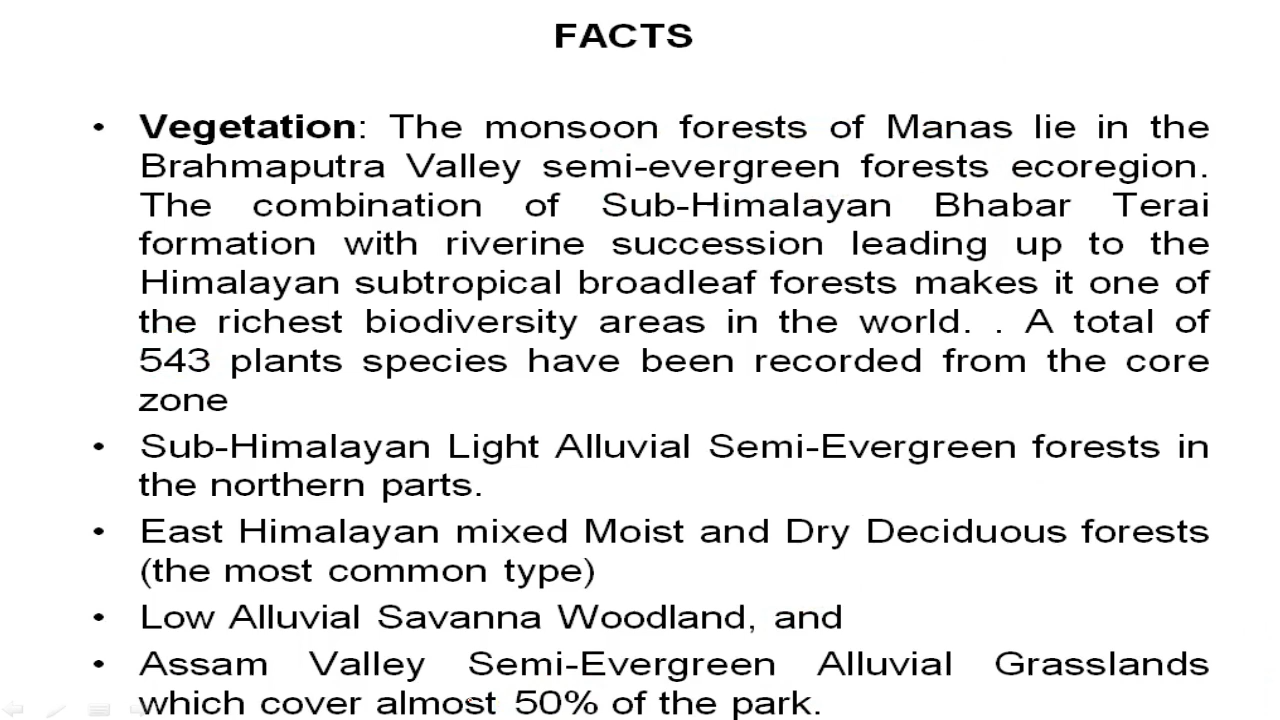 FACTS
• Vegetation: The monsoon forests of Manas lie in the
Brahmaputra Valley semi-evergreen forests ecoregion.
The combination of Sub-Himalayan Bhabar Terai
formation with riverine succession leading up to the
Himalayan subtropical broadleaf forests makes it one of
the richest biodiversity areas in the world. . A total of
543 plants species have been recorded from the core
zone
• Sub-Himalayan Light Alluvial Semi-Evergreen forests in
the northern parts.
• East Himalayan mixed Moist and Dry Deciduous forests
(the most common type)
• Low Alluvial Savanna Woodland, and
• Assam Valley Semi-Evergreen Alluvial Grasslands
which cover almost 50% of the park.